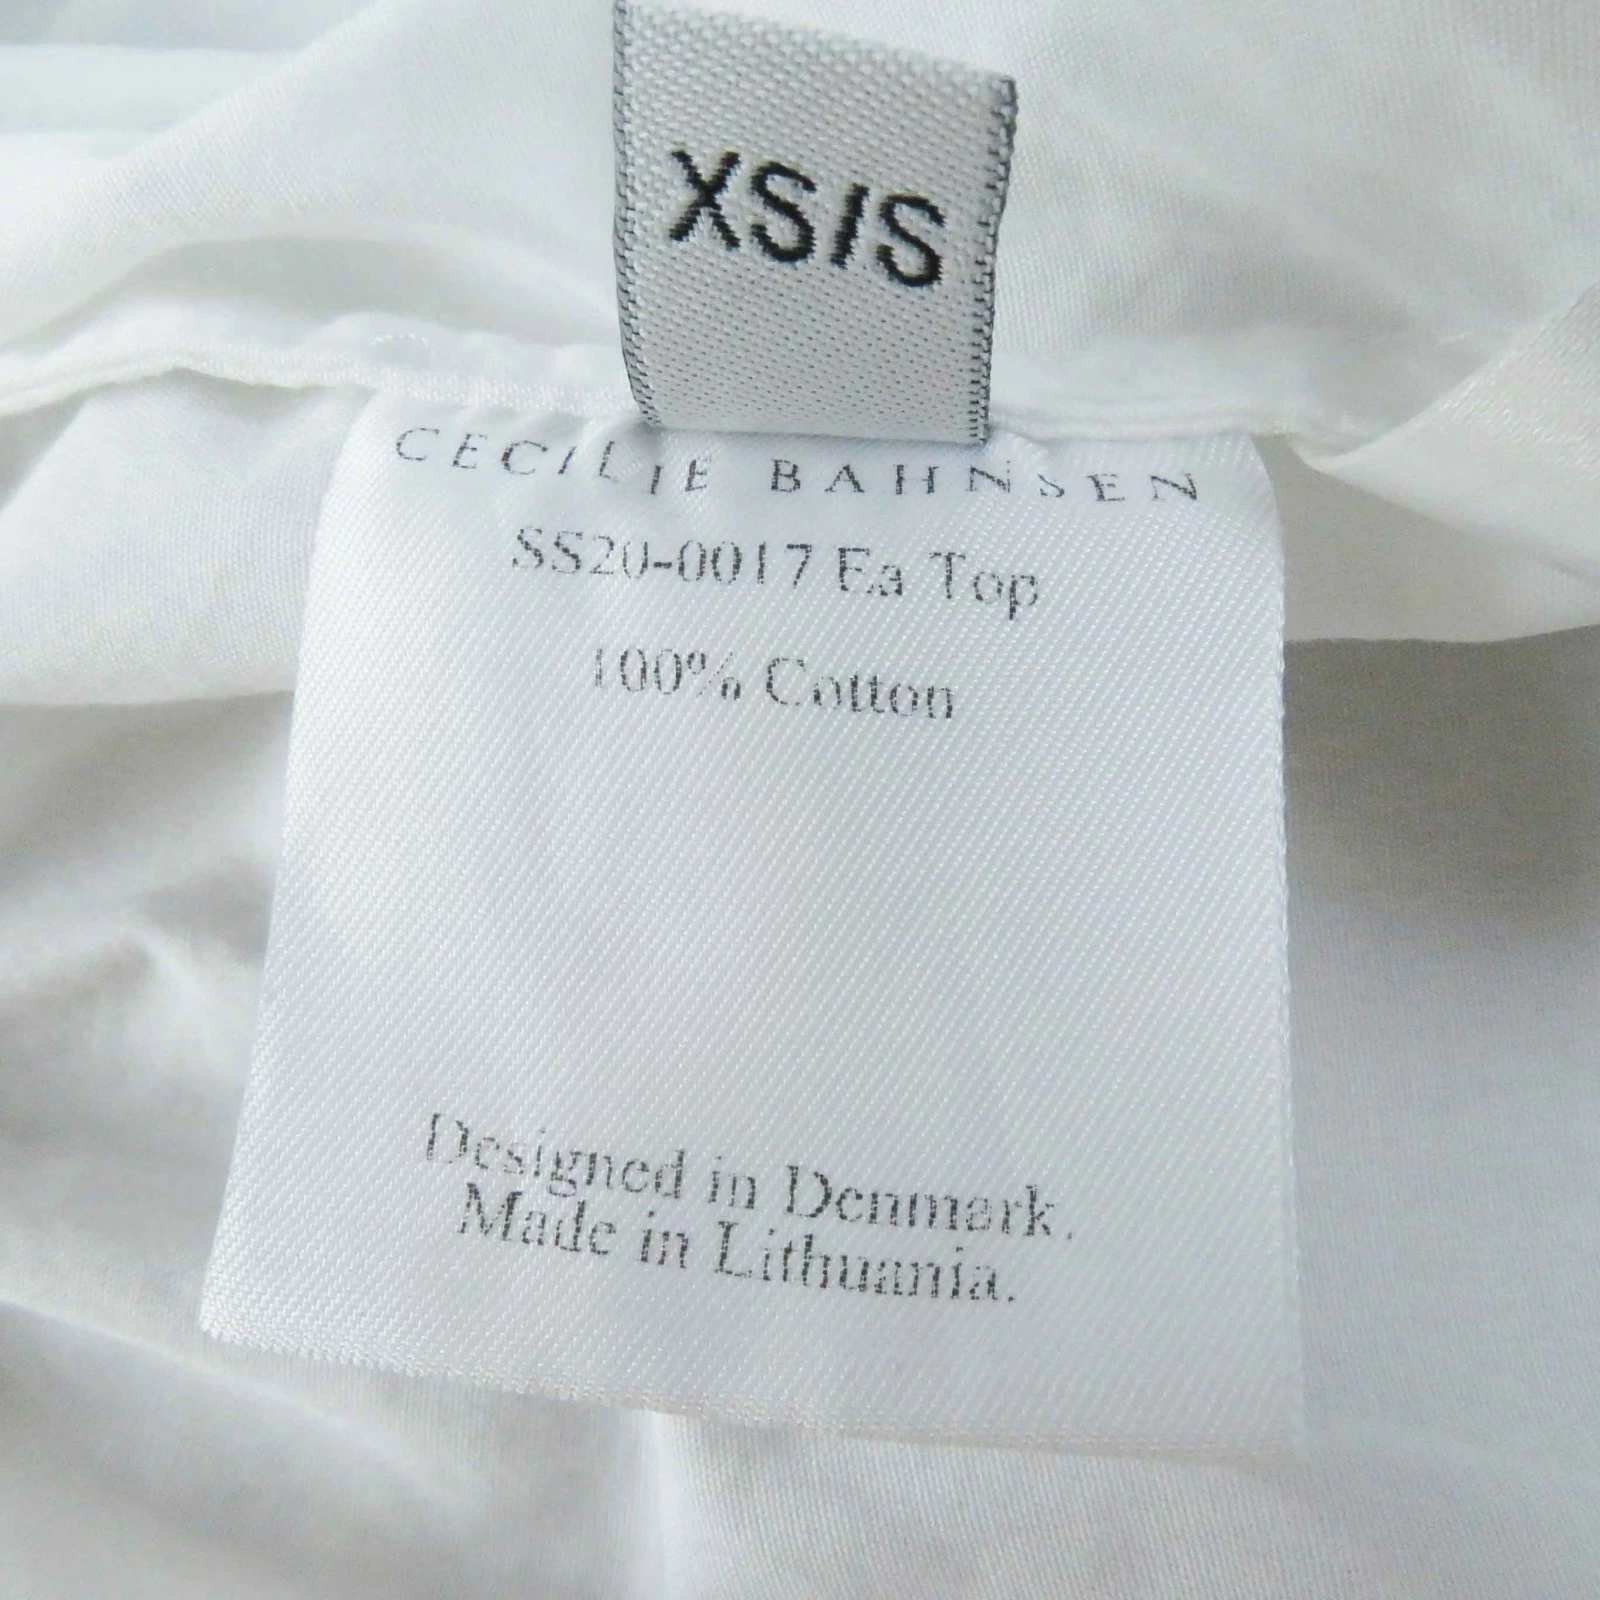 XS/S
CECILIE BAHNSEN
SS20-0017 Ea Top
100% Cotton
Designed in Denmark.
Made in Lithuania.